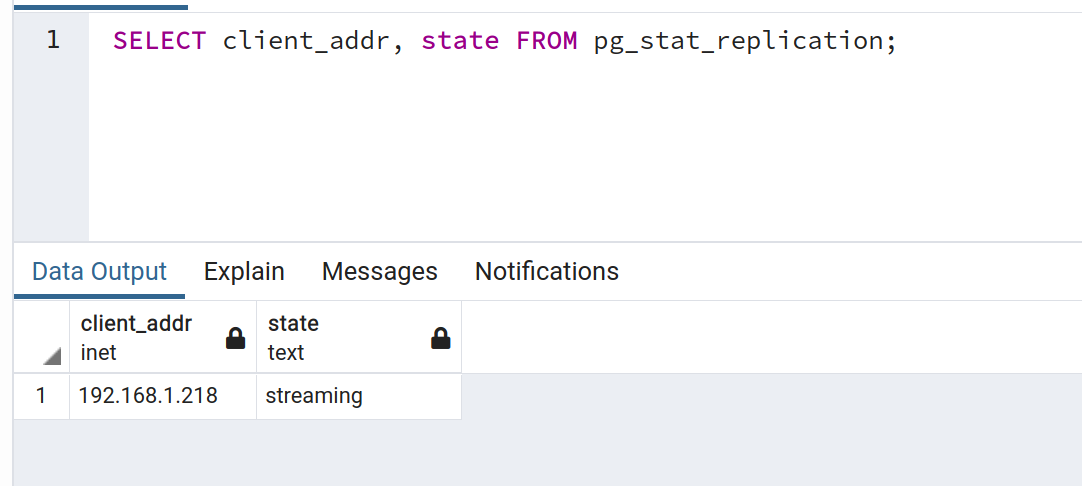 1 SELECT client_addr, state FROM pg_stat_replication;
Data Output Explain Messages Notifications
client_addr state
inet text
1 192.168.1.218 streaming